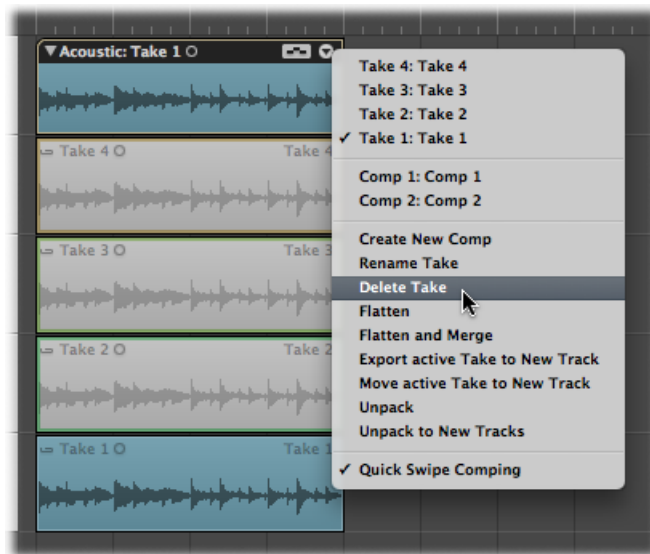 Acoustic: Take 1
Take 4: Take 4
Take 3: Take 3
Take 2: Take 2
✓ Take 1: Take 1
Comp 1: Comp 1
Comp 2: Comp 2
Create New Comp
Rename Take
Delete Take
Flatten
Flatten and Merge
Export active Take to New Track
Move active Take to New Track
Unpack
Unpack to New Tracks
✓ Quick Swipe Comping
Take 4 Take 4
Take 3 Take 3
Take 2 Take 2
Take 1 Take 1